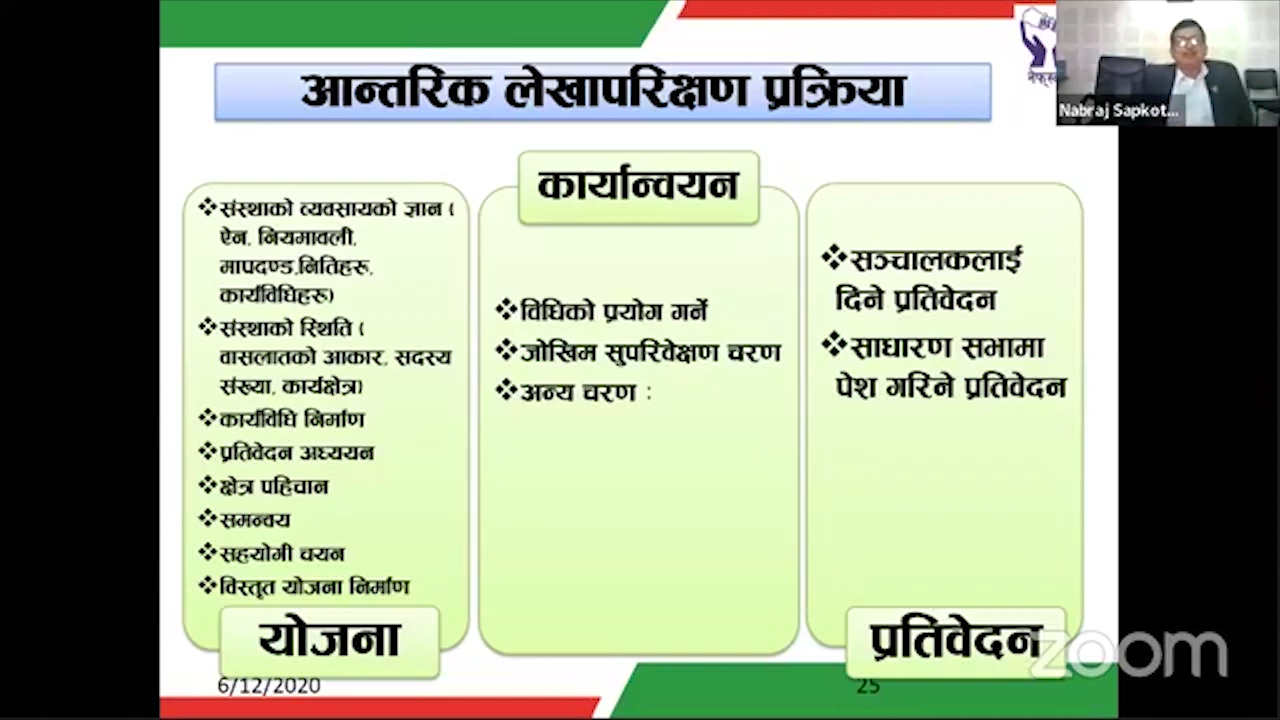 आन्तरिक लेखापरिक्षण प्रक्रिया
Nabraj Sapkot...
कार्यान्वयन
❖संस्थाको व्यवसायको ज्ञान (
ऐन, नियमावली,
मापदण्ड,नितिहरू,
कार्यविधिहरू)
❖संस्थाको स्थिति (
वासलातको आकार, सदस्य
संख्या, कार्यक्षेत्र)
❖कार्यविधि निर्माण
❖प्रतिवेदन अध्ययन
❖क्षेत्र पहिचान
❖समन्वय
❖सहयोगी चयन
❖विस्तृत योजना निर्माण
योजना
❖विधिको प्रयोग गर्ने
❖जोखिम सुपरिवेक्षण चरण
❖अन्य चरण :
❖सञ्चालकलाई
दिने प्रतिवेदन
❖साधारण सभामा
पेश गरिने प्रतिवेदन
प्रतिवेदन
zoom
6/12/2020
25